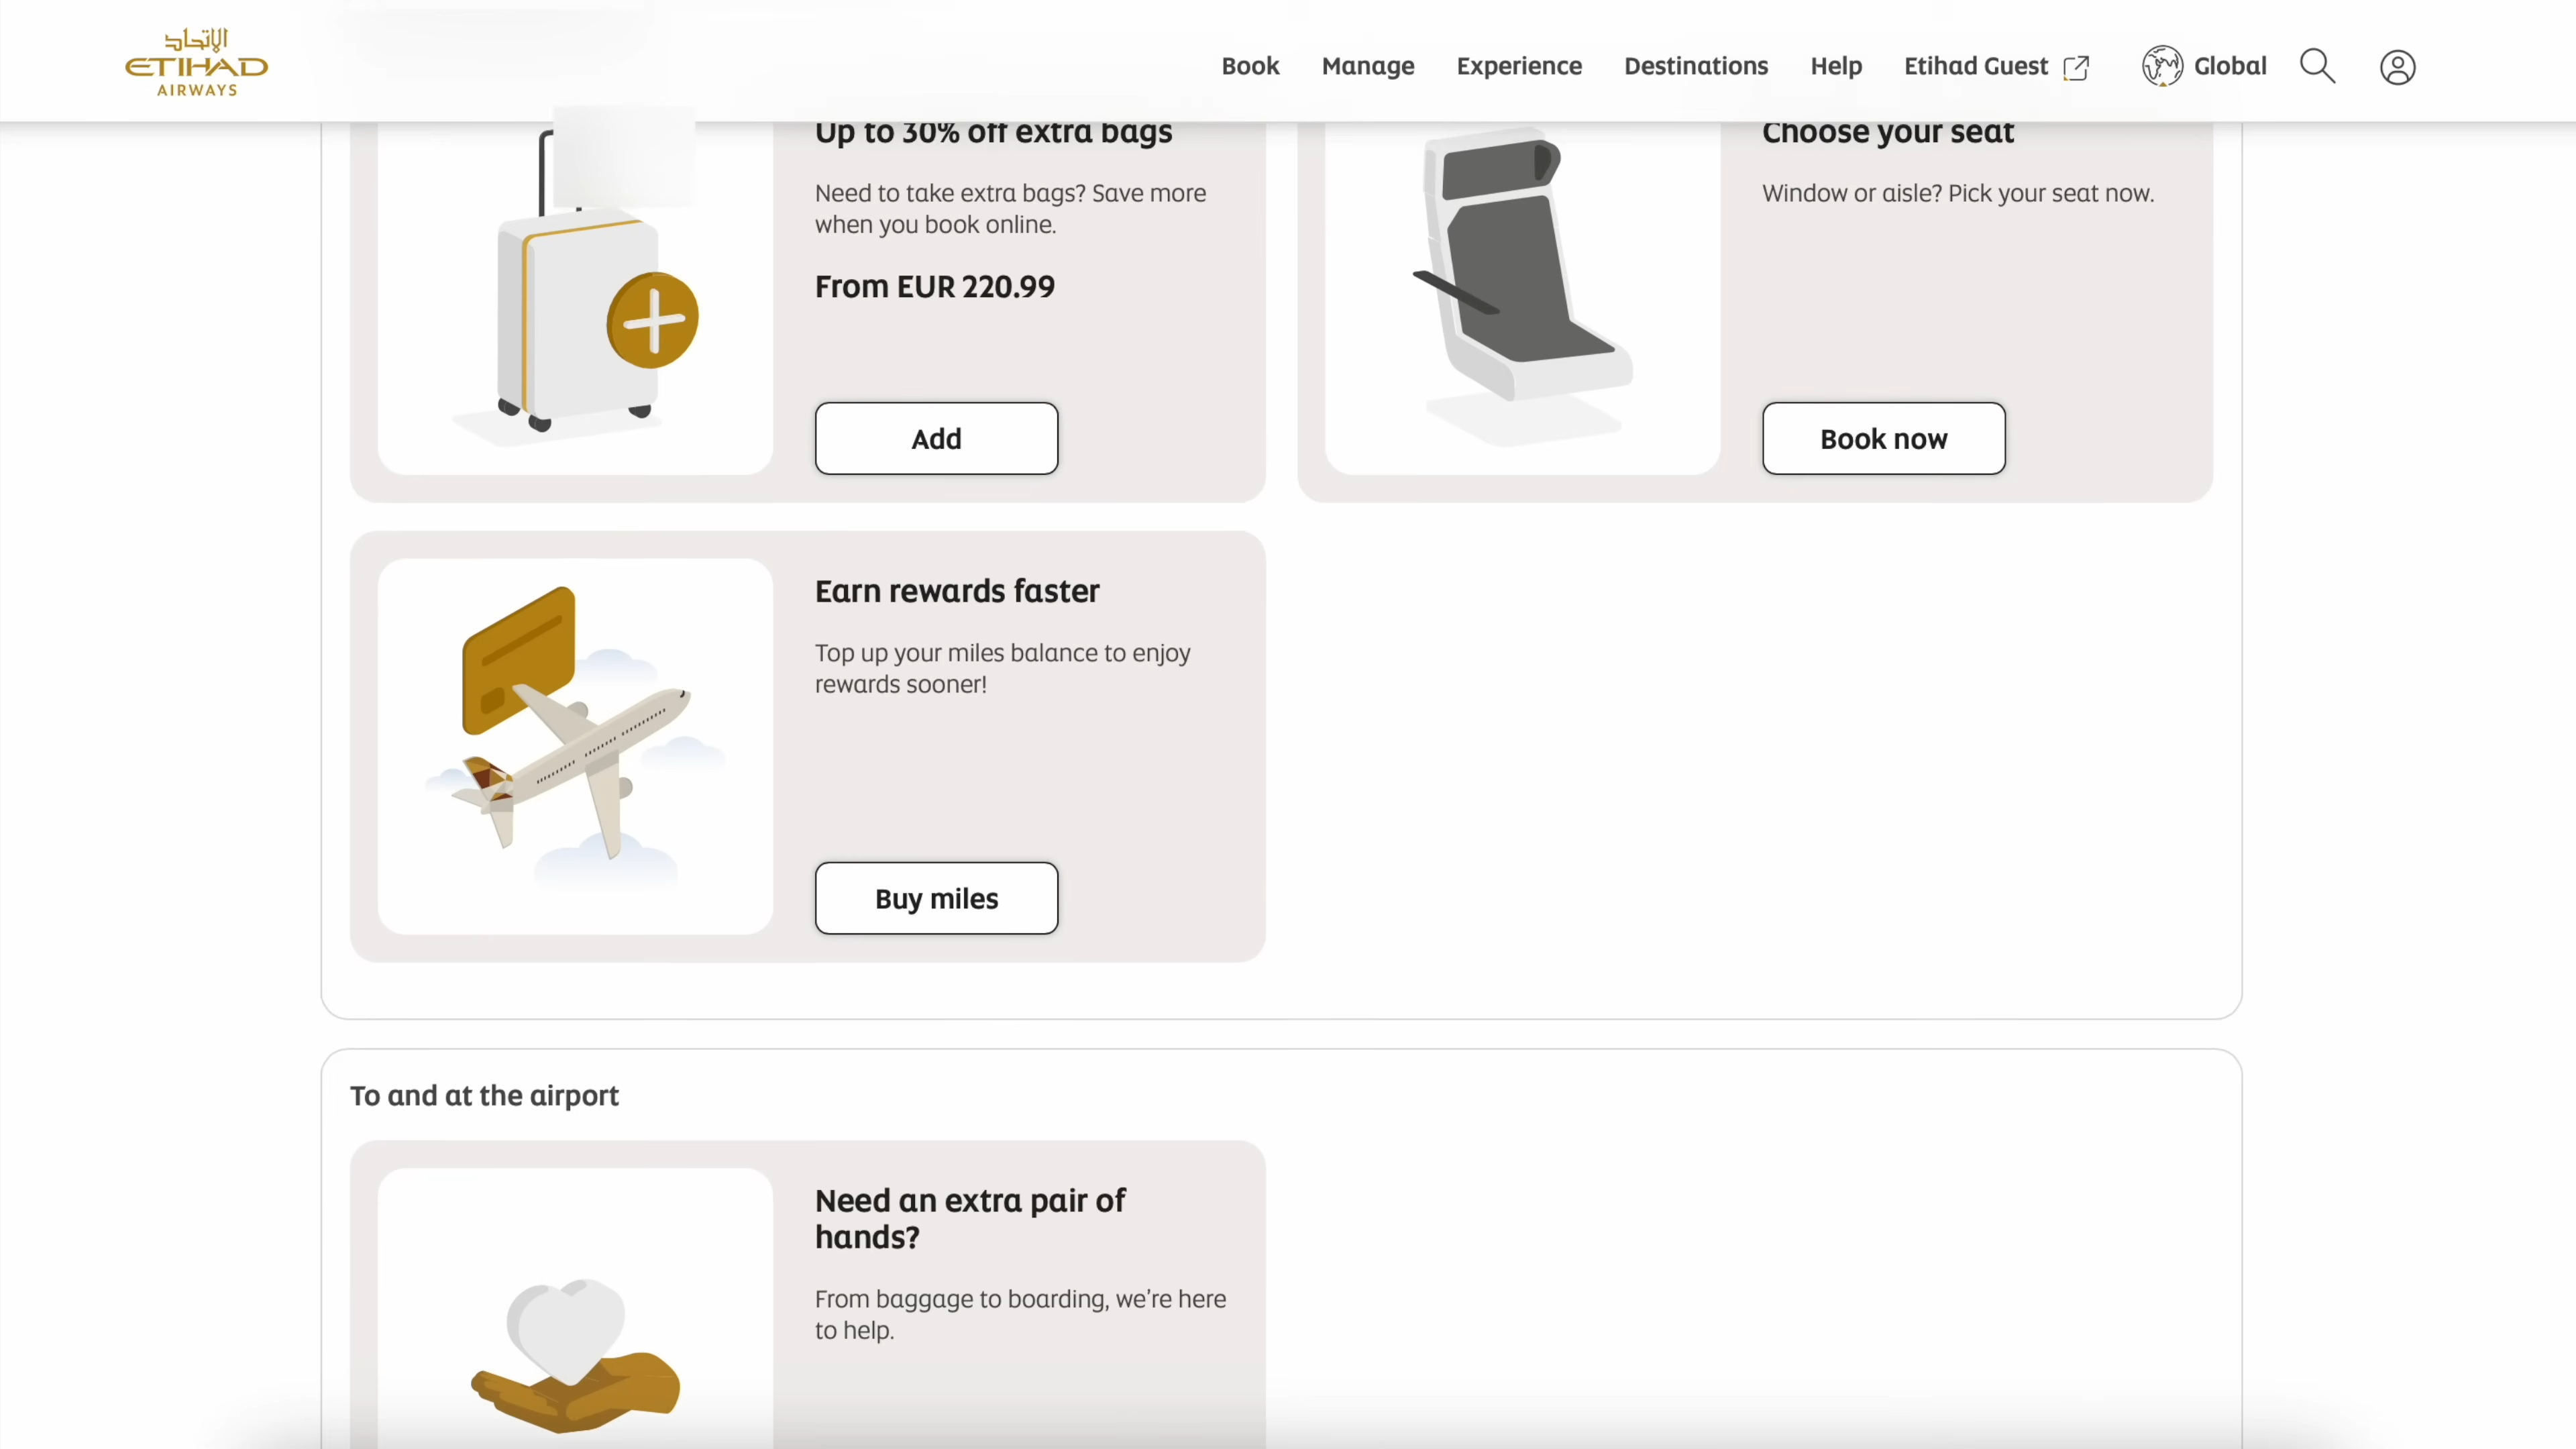 الإتحاد
ETIHAD
AIRWAYS
Book Manage Experience Destinations Help Etihad Guest Global
Up to 30% off extra bags
Need to take extra bags? Save more
when you book online.
From EUR 220.99
Add
Choose your seat
Window or aisle? Pick your seat now.
Book now
Earn rewards faster
Top up your miles balance to enjoy
rewards sooner!
Buy miles
To and at the airport
Need an extra pair of
hands?
From baggage to boarding, we’re here
to help.